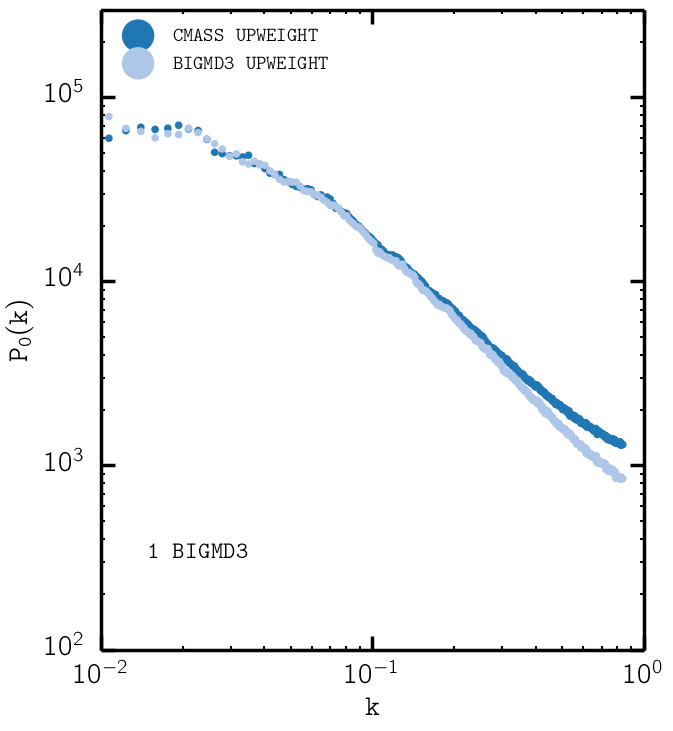 CMASS UPWEIGHT
BIGMD3 UPWEIGHT
10^5
10^4
P_0(k)
10^3
1 BIGMD3
10^2
10^-2 10^-1 10^0
k